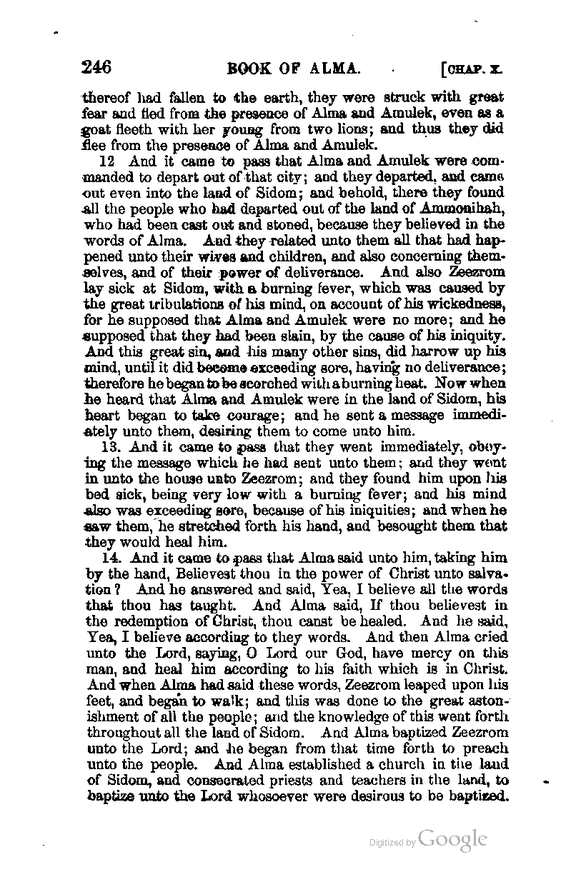 246 BOOK OF ALMA. [CHAP. X.
thereof had fallen to the earth, they were struck with great
fear and fled from the presence of Alma and Amulek, even as a
goat fleeth with her young from two lions; and thus they did
flee from the presence of Alma and Amulek.
12 And it came to pass that Alma and Amulek were com-
manded to depart out of that city; and they departed, and came
out even into the land of Sidom; and behold, there they found
all the people who had departed out of the land of Ammonihah,
who had been cast out and stoned, because they believed in the
words of Alma. And they related unto them all that had hap-
pened unto their wives and children, and also concerning them-
selves, and of their power of deliverance. And also Zeezrom
lay sick at Sidom, with a burning fever, which was caused by
the great tribulations of his mind, on account of his wickedness,
for he supposed that Alma and Amulek were no more; and he
supposed that they had been slain, by the cause of his iniquity.
And this great sin, and his many other sins, did harrow up his
mind, until it did become exceeding sore, having no deliverance;
therefore he began to be scorched with a burning heat. Now when
he heard that Alma and Amulek were in the land of Sidom, his
heart began to take courage; and he sent a message immedi-
ately unto them, desiring them to come unto him.
13. And it came to pass that they went immediately, obey-
ing the message which he had sent unto them; and they went
in unto the house unto Zeezrom; and they found him upon his
bed sick, being very low with a burning fever; and his mind
also was exceeding sore, because of his iniquities; and when he
saw them, he stretched forth his hand, and besought them that
they would heal him.
14. And it came to pass that Alma said unto him, taking him
by the hand, Believest thou in the power of Christ unto salva-
tion? And he answered and said, Yea, I believe all the words
that thou has taught. And Alma said, If thou believest in
the redemption of Christ, thou canst be healed. And he said,
Yea, I believe according to they words. And then Alma cried
unto the Lord, saying, O Lord our God, have mercy on this
man, and heal him according to his faith which is in Christ.
And when Alma had said these words, Zeezrom leaped upon his
feet, and began to walk; and this was done to the great aston-
ishment of all the people; and the knowledge of this went forth
throughout all the land of Sidom. And Alma baptized Zeezrom
unto the Lord; and he began from that time forth to preach
unto the people. And Alma established a church in the land
of Sidom, and consecrated priests and teachers in the land, to
baptize unto the Lord whosoever were desirous to be baptized.
Digitized by Google